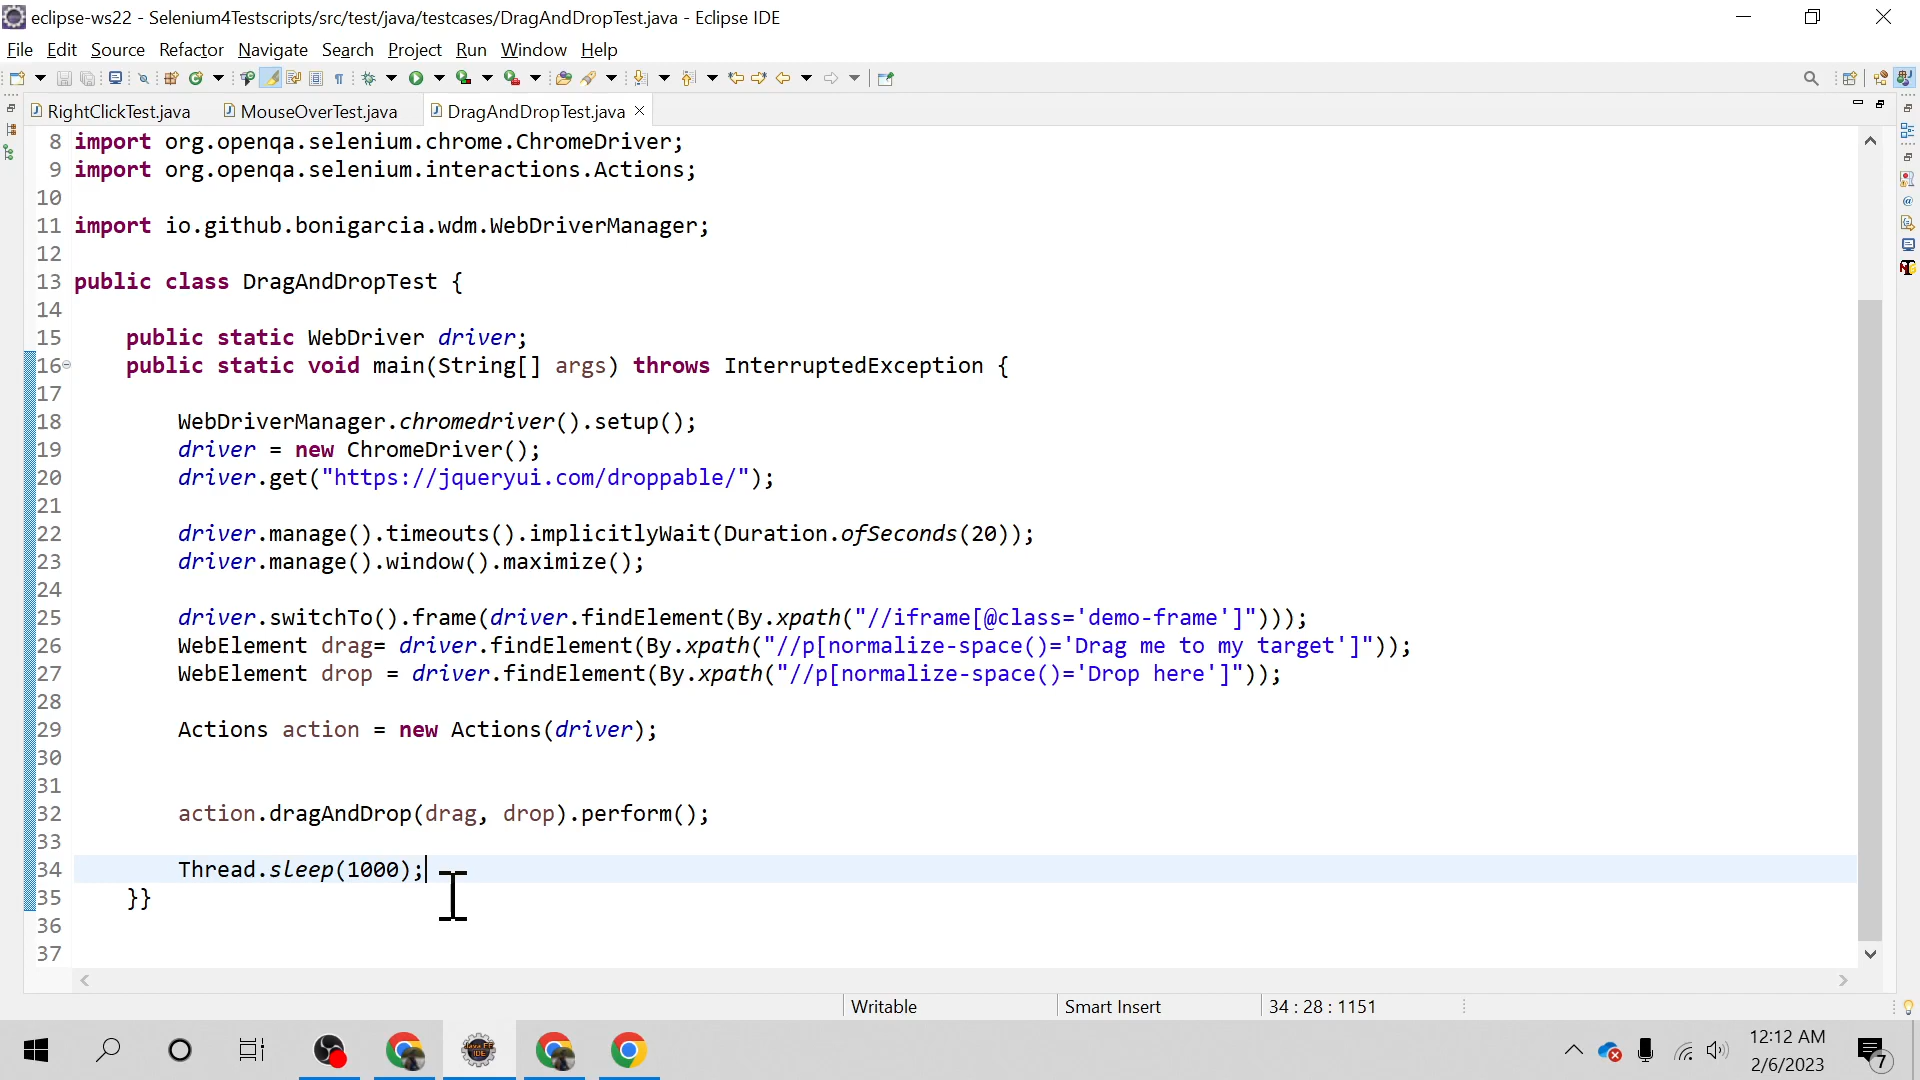 eclipse-ws22 - Selenium4Testscripts/src/test/java/testcases/DragAndDropTest.java - Eclipse IDE
File Edit Source Refactor Navigate Search Project Run Window Help
RightClickTest.java MouseOverTest.java DragAndDropTest.java
8 import org.openqa.selenium.chrome.ChromeDriver;
9 import org.openqa.selenium.interactions.Actions;
10
11 import io.github.bonigarcia.wdm.WebDriverManager;
12
13 public class DragAndDropTest {
14
15 public static WebDriver driver;
16 public static void main(String[] args) throws InterruptedException {
17
18 WebDriverManager.chromedriver().setup();
19 driver = new ChromeDriver();
20 driver.get("https://jqueryui.com/droppable/");
21
22 driver.manage().timeouts().implicitlyWait(Duration.ofSeconds(20));
23 driver.manage().window().maximize();
24
25 driver.switchTo().frame(driver.findElement(By.xpath("//iframe[@class='demo-frame']")));
26 WebElement drag= driver.findElement(By.xpath("//p[normalize-space()='Drag me to my target']"));
27 WebElement drop = driver.findElement(By.xpath("//p[normalize-space()='Drop here']"));
28
29 Actions action = new Actions(driver);
30
31
32 action.dragAndDrop(drag, drop).perform();
33
34 Thread.sleep(1000);
35 }}
36
37
Writable Smart Insert 34 : 28 : 1151
12:12 AM
2/6/2023
7